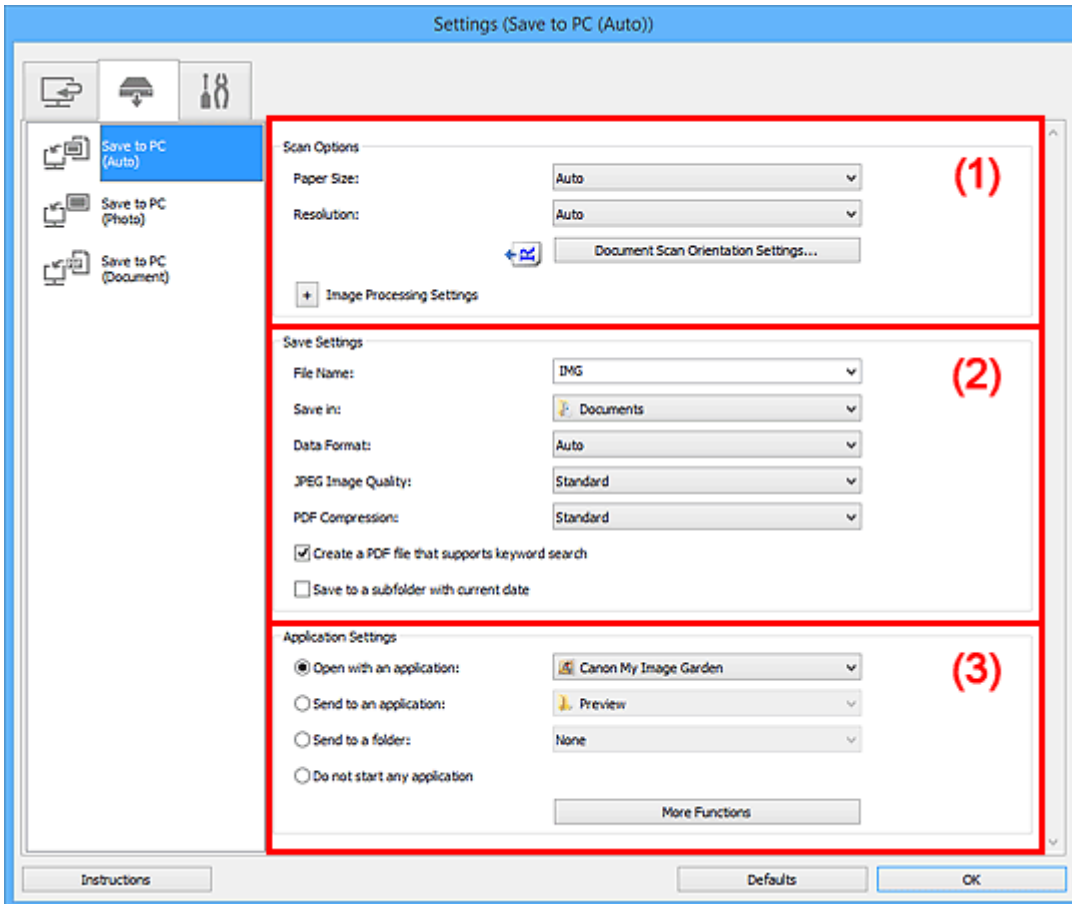 Settings (Save to PC (Auto))
Save to PC
(Auto)
Save to PC
(Photo)
Save to PC
(Document)
Scan Options
(1)
Paper Size: Auto
Resolution: Auto
Document Scan Orientation Settings...
+ Image Processing Settings
Save Settings
(2)
File Name: IMG
Save in: Documents
Data Format: Auto
JPEG Image Quality: Standard
PDF Compression: Standard
Create a PDF file that supports keyword search
Save to a subfolder with current date
Application Settings
(3)
Open with an application: Canon My Image Garden
Send to an application: Preview
Send to a folder: None
Do not start any application
More Functions
Instructions Defaults OK